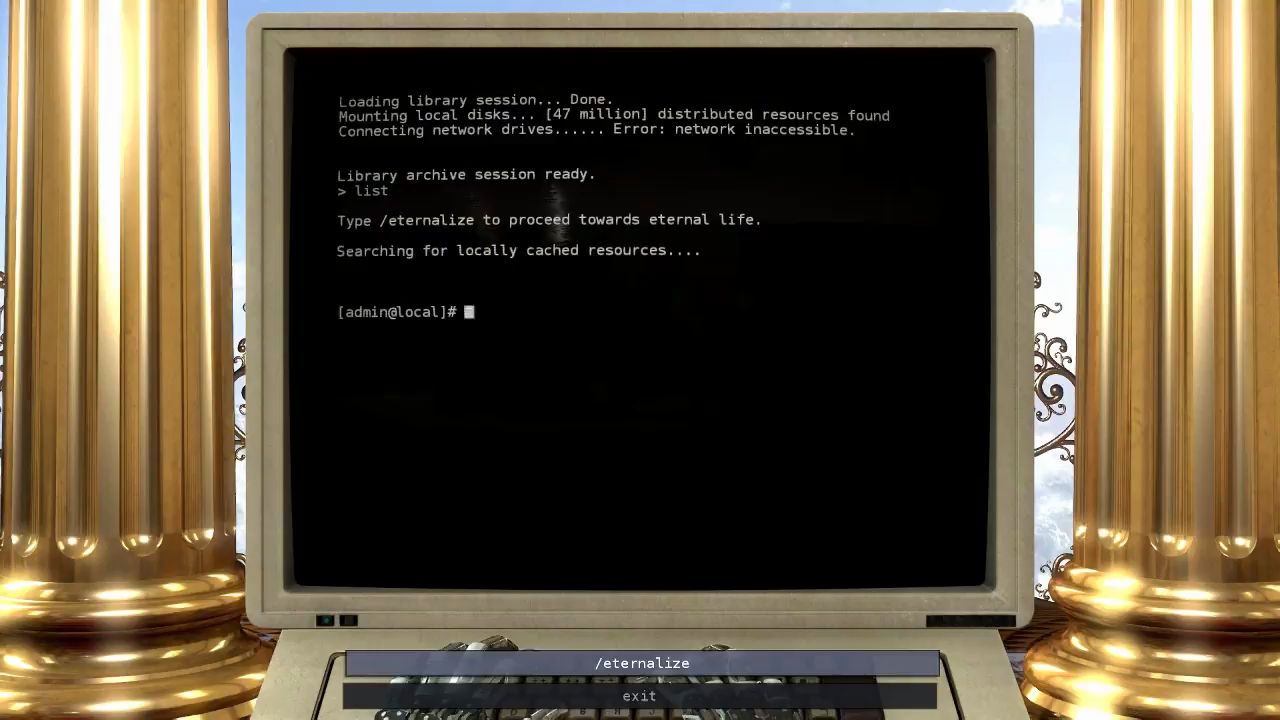 Loading library session... Done.
Mounting local disks... [47 million] distributed resources found
Connecting network drives...... Error: network inaccessible.
Library archive session ready.
> list
Type /eternalize to proceed towards eternal life.
Searching for locally cached resources....
[admin@local]#
/eternalize
exit